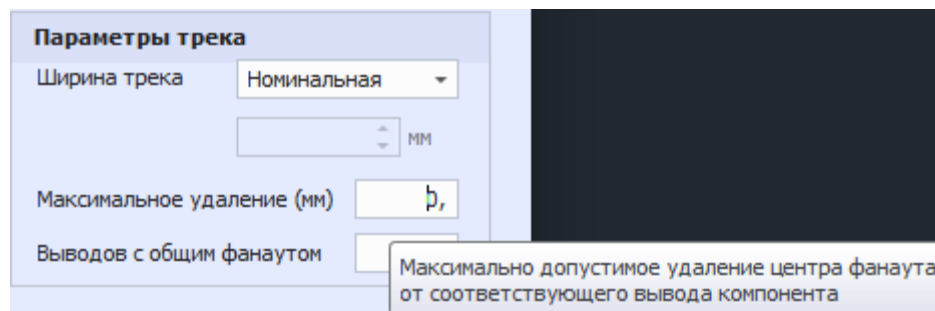 Параметры трека
Ширина трека Номинальная
мм
Максимальное удаление (мм) 0,
Выводов с общим фанаутом
Максимально допустимое удаление центра фанаута
от соответствующего вывода компонента